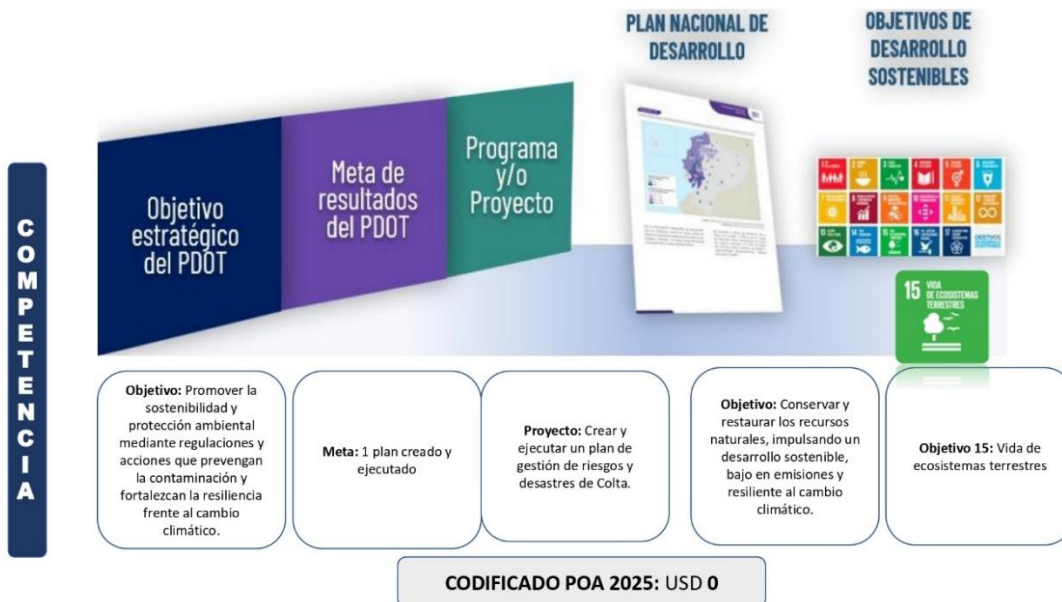 PLAN NACIONAL DE
DESARROLLO
OBJETIVOS DE
DESARROLLO
SOSTENIBLES
Objetivo
estratégico
del PDOT
Meta de
resultados
del PDOT
Programa
y/o
Proyecto
15 VIDA
DE ECOSISTEMAS
TERRESTRES
COMPETENCIA
Objetivo: Promover la
sostenibilidad y
protección ambiental
mediante regulaciones y
acciones que prevengan
la contaminación y
fortalezcan la resiliencia
frente al cambio
climático.
Meta: 1 plan creado y
ejecutado
Proyecto: Crear y
ejecutar un plan de
gestión de riesgos y
desastres de Colta.
Objetivo: Conservar y
restaurar los recursos
naturales, impulsando un
desarrollo sostenible,
bajo en emisiones y
resiliente al cambio
climático.
Objetivo 15: Vida de
ecosistemas terrestres
CODIFICADO POA 2025: USD 0